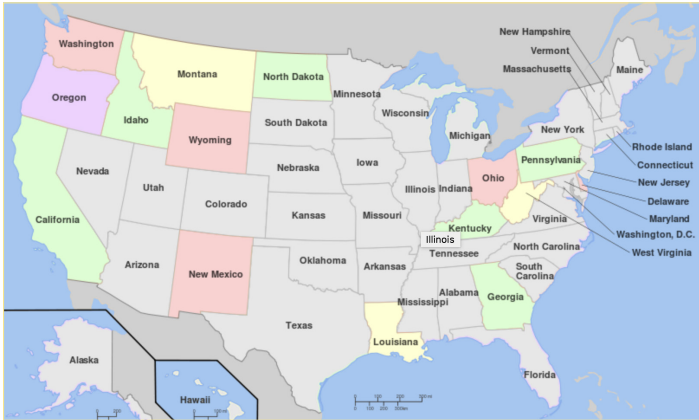 New Hampshire
Vermont
Massachusetts
Washington
Montana
North Dakota
Minnesota
Maine
Oregon
Idaho
Wisconsin
South Dakota
Michigan
New York
Wyoming
Rhode Island
Connecticut
Pennsylvania
Nebraska
Iowa
Ohio
New Jersey
Nevada
Utah
Illinois
Indiana
Delaware
Colorado
Maryland
California
Kansas
Missouri
Virginia
Kentucky
Washington, D.C.
Illinois
West Virginia
Tennessee
North Carolina
Oklahoma
Arizona
New Mexico
Arkansas
South
Carolina
Mississippi
Alabama
Georgia
Texas
Louisiana
Alaska
Florida
Hawaii